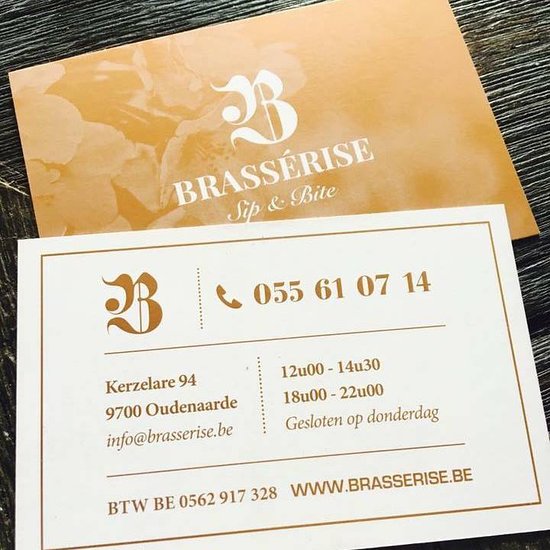 B
BRASSÉRISE
Sip & Bite
B
055 61 07 14
Kerzelare 94
9700 Oudenaarde
info@brasserise.be
12u00 - 14u30
18u00 - 22u00
Gesloten op donderdag
BTW BE 0562 917 328 WWW.BRASSERISE.BE